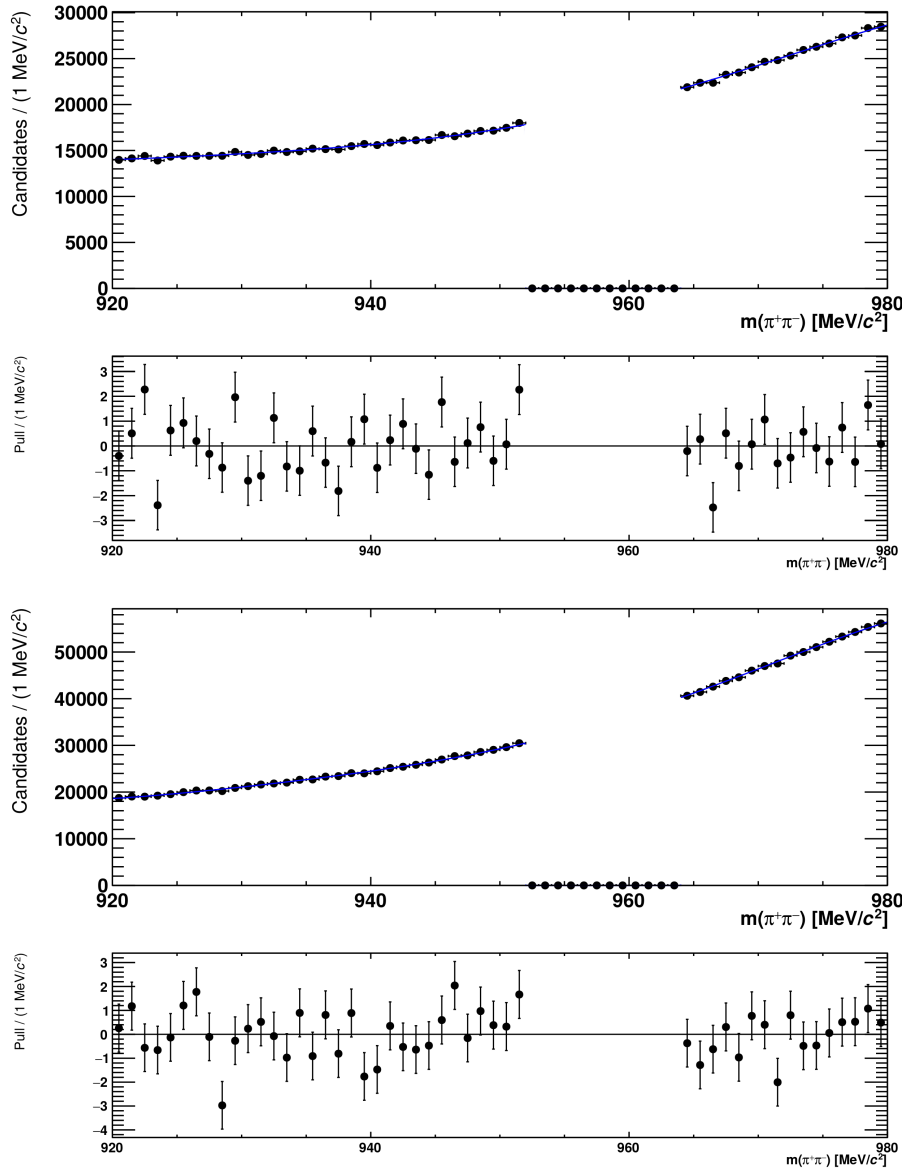 Candidates / (1 MeV/c²)
30000
25000
20000
15000
10000
5000
0
920 940 960 980
m(π⁺π⁻) [MeV/c²]
Pull / (1 MeV/c²)
3
2
1
0
−1
−2
−3
920 940 960 980
m(π⁺π⁻) [MeV/c²]
Candidates / (1 MeV/c²)
50000
40000
30000
20000
10000
0
920 940 960 980
m(π⁺π⁻) [MeV/c²]
Pull / (1 MeV/c²)
3
2
1
0
−1
−2
−3
−4
920 940 960 980
m(π⁺π⁻) [MeV/c²]